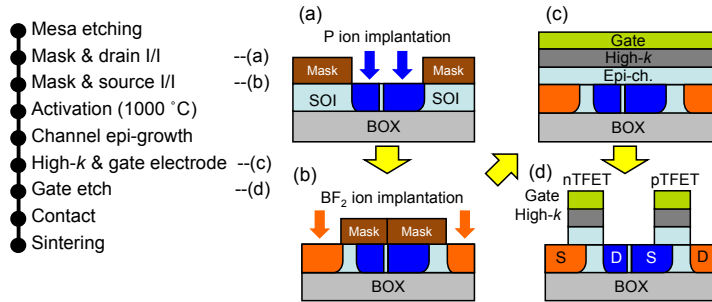 Mesa etching
Mask & drain I/I --(a)
Mask & source I/I --(b)
Activation (1000 ˚C)
Channel epi-growth
High-k & gate electrode --(c)
Gate etch --(d)
Contact
Sintering
(a)
P ion implantation
Mask Mask
SOI SOI
BOX
(b)
BF2 ion implantation
Mask Mask
BOX
(c)
Gate
High-k
Epi-ch.
BOX
(d)
nTFET pTFET
Gate
High-k
S D S D
BOX